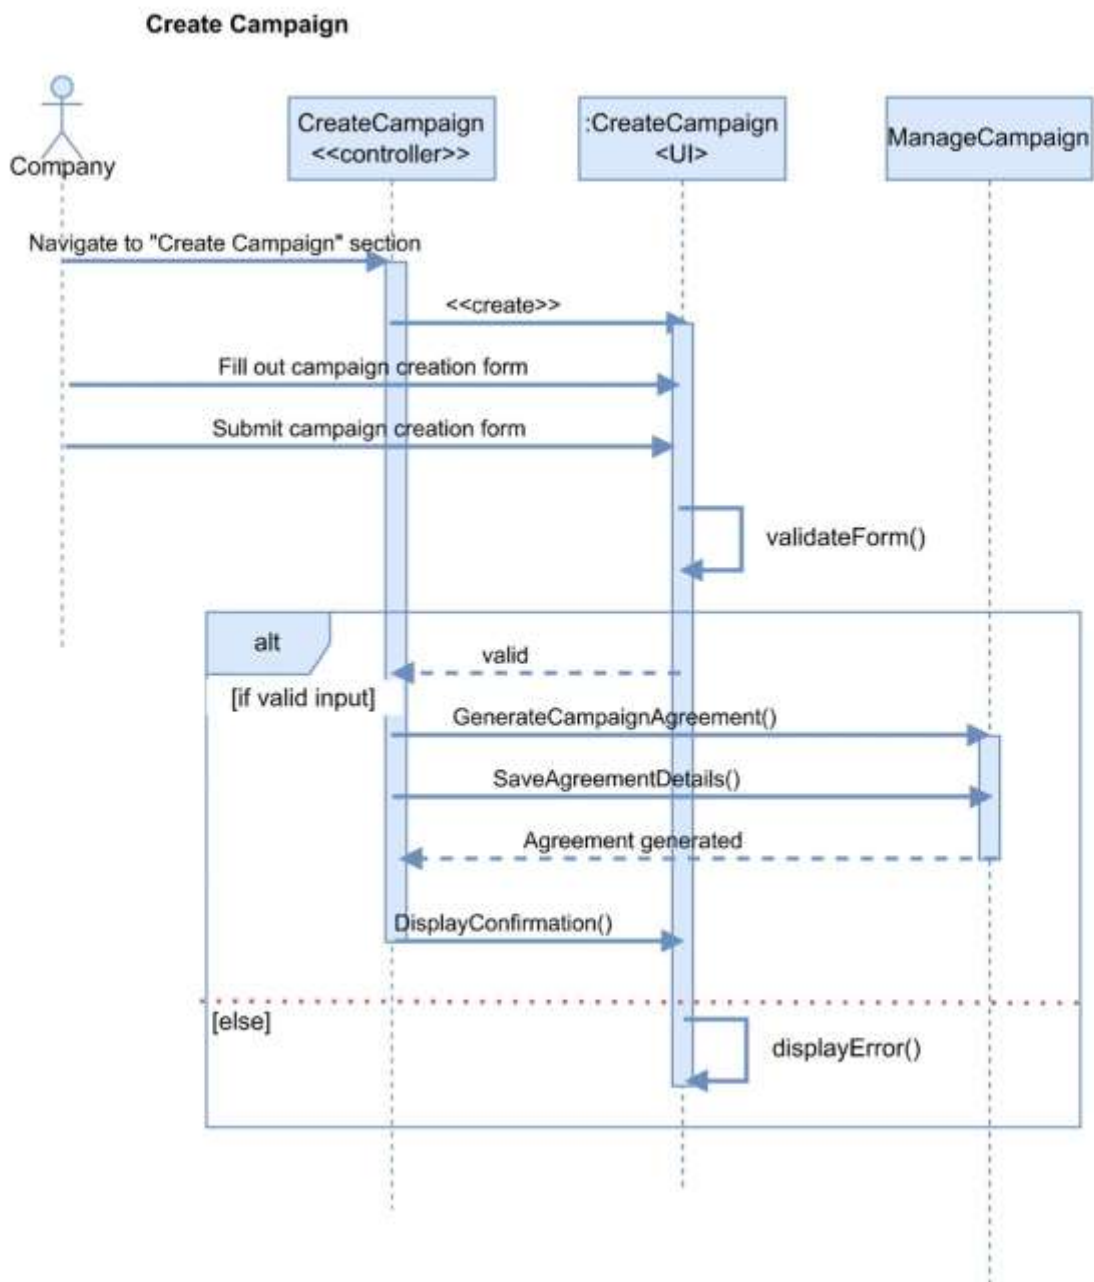 Create Campaign
Company
CreateCampaign
<<controller>>
:CreateCampaign
<UI>
ManageCampaign
Navigate to "Create Campaign" section
<<create>>
Fill out campaign creation form
Submit campaign creation form
validateForm()
alt
valid
[if valid input]
GenerateCampaignAgreement()
SaveAgreementDetails()
Agreement generated
DisplayConfirmation()
[else]
displayError()